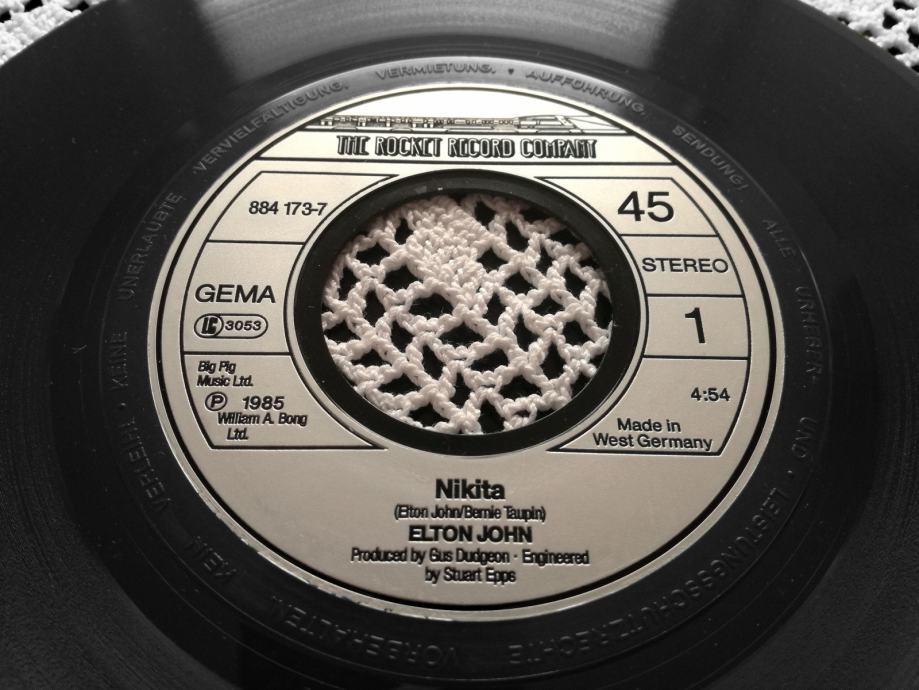 THE ROCKET RECORD COMPANY
884 173-7
GEMA
LC 3053
Big Pig
Music Ltd.
Ⓟ 1985
William A. Bong
Ltd.
45
STEREO
1
4:54
Made in
West Germany
Nikita
(Elton John/Bernie Taupin)
ELTON JOHN
Produced by Gus Dudgeon · Engineered
by Stuart Epps
ALLE URHEBER- UND LEISTUNGSSCHUTZRECHTE VORBEHALTEN KEIN VERLEIH · KEINE UNERLAUBTE VERVIELFÄLTIGUNG, VERMIETUNG, AUFFÜHRUNG, SENDUNG!